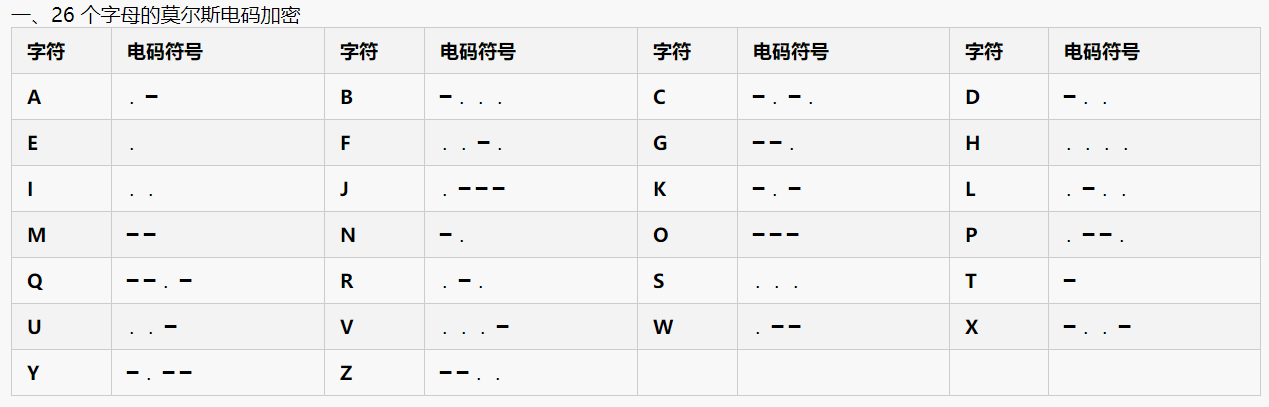 一、26 个字母的莫尔斯电码加密
字符 电码符号 字符 电码符号 字符 电码符号 字符 电码符号
A ．━ B ━．．． C ━．━． D ━．．
E ． F ．．━． G ━━． H ．．．．
I ．． J ．━━━ K ━．━ L ．━．．
M ━━ N ━． O ━━━ P ．━━．
Q ━━．━ R ．━． S ．．． T ━
U ．．━ V ．．．━ W ．━━ X ━．．━
Y ━．━━ Z ━━．．